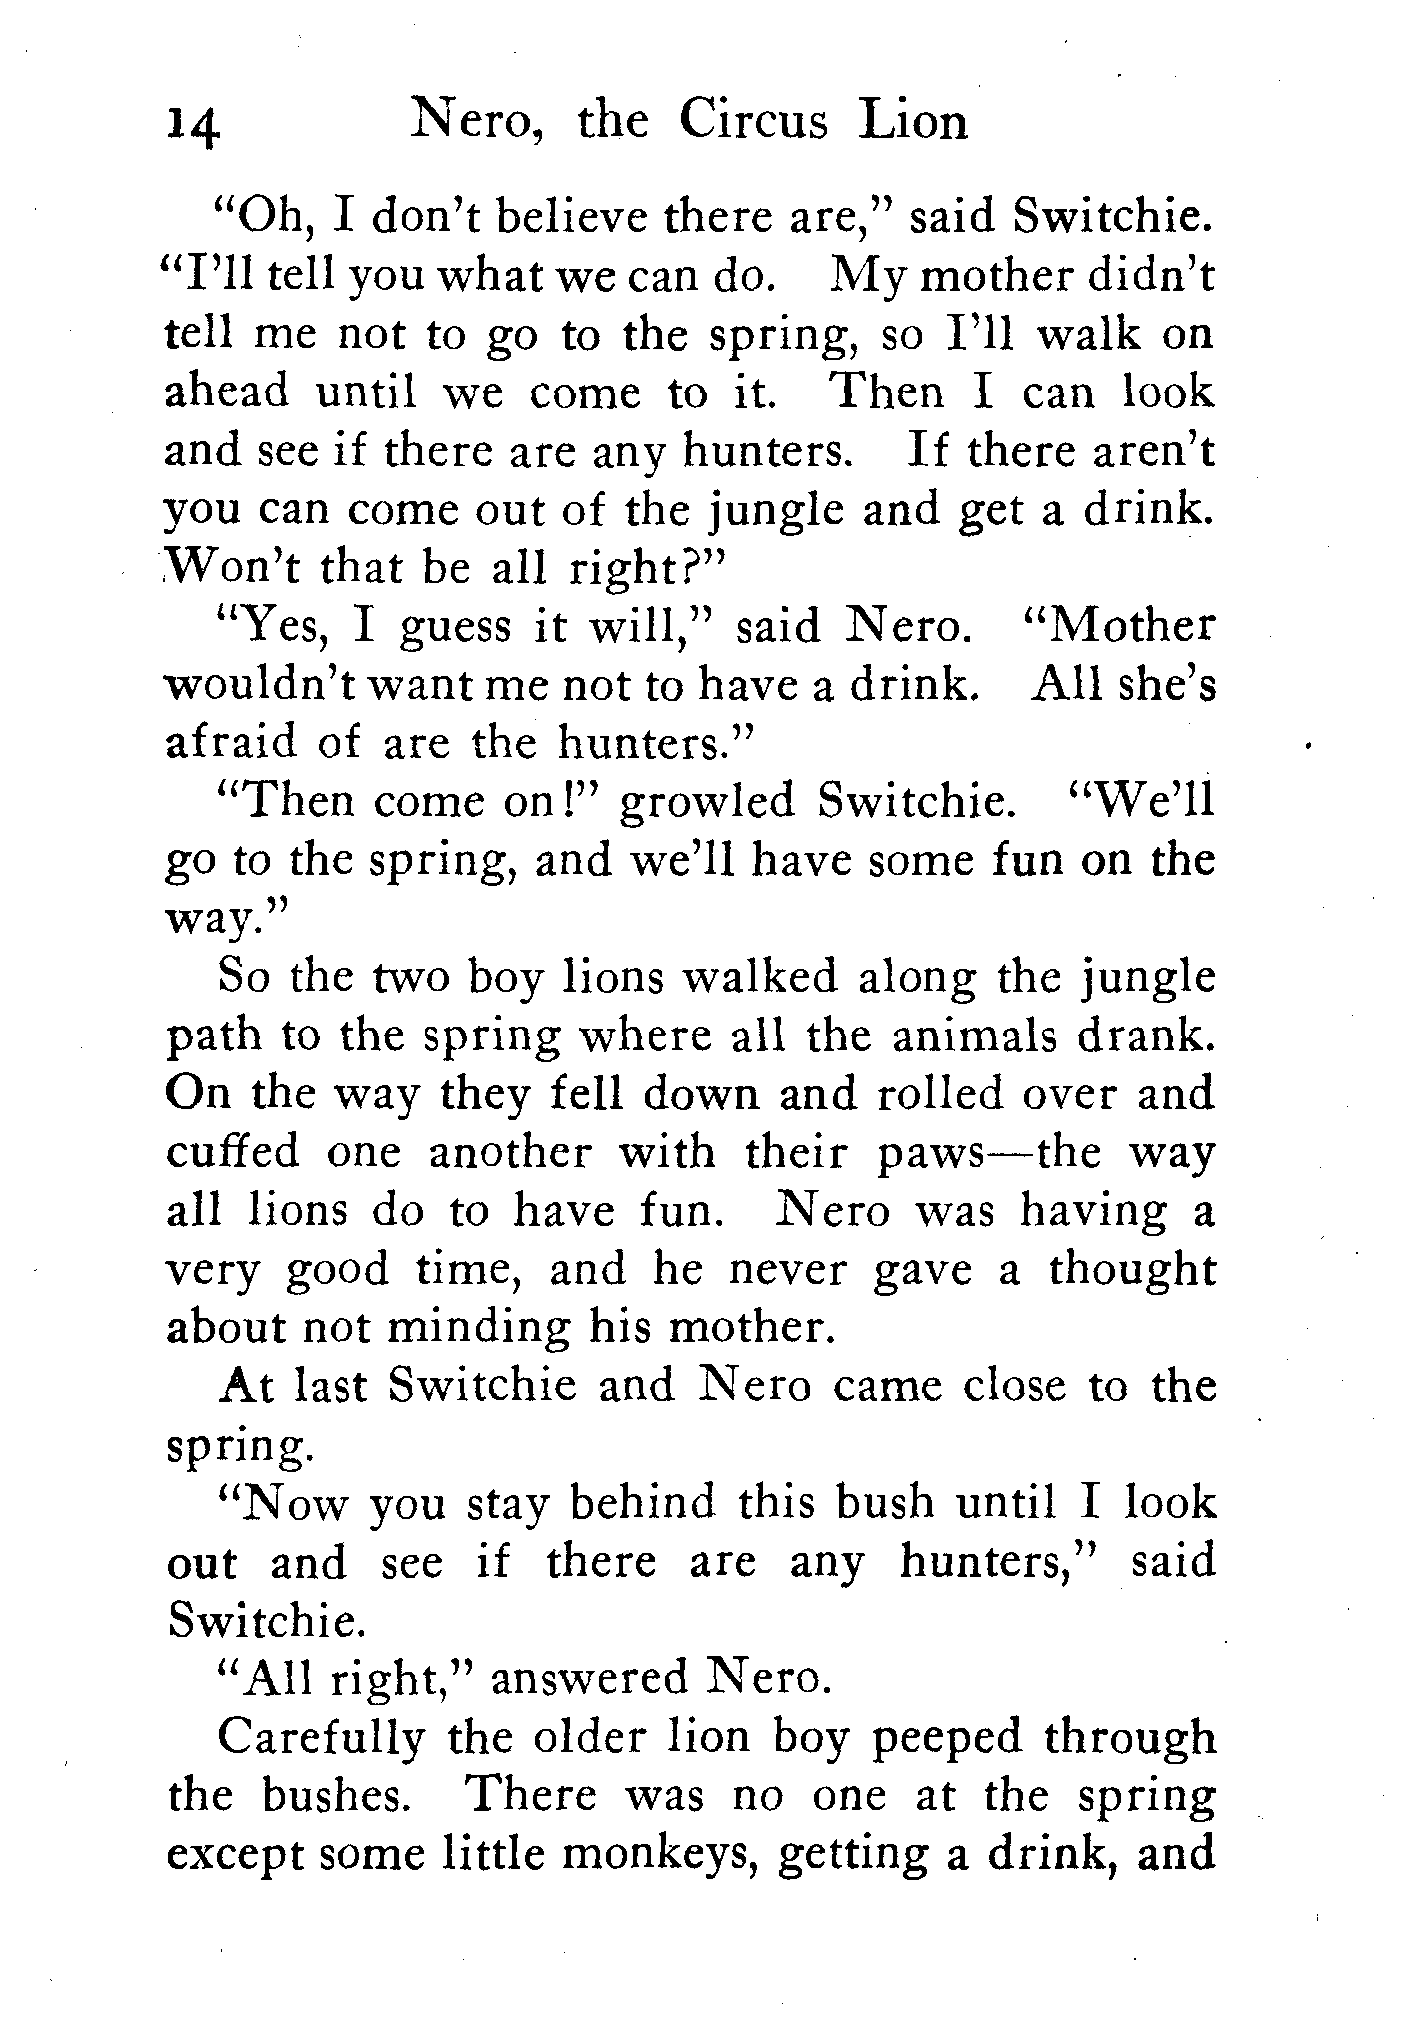 14 Nero, the Circus Lion
“Oh, I don’t believe there are,” said Switchie.
“I’ll tell you what we can do. My mother didn’t
tell me not to go to the spring, so I’ll walk on
ahead until we come to it. Then I can look
and see if there are any hunters. If there aren’t
you can come out of the jungle and get a drink.
Won’t that be all right?”
“Yes, I guess it will,” said Nero. “Mother
wouldn’t want me not to have a drink. All she’s
afraid of are the hunters.”
“Then come on!” growled Switchie. “We’ll
go to the spring, and we’ll have some fun on the
way.”
So the two boy lions walked along the jungle
path to the spring where all the animals drank.
On the way they fell down and rolled over and
cuffed one another with their paws—the way
all lions do to have fun. Nero was having a
very good time, and he never gave a thought
about not minding his mother.
At last Switchie and Nero came close to the
spring.
“Now you stay behind this bush until I look
out and see if there are any hunters,” said
Switchie.
“All right,” answered Nero.
Carefully the older lion boy peeped through
the bushes. There was no one at the spring
except some little monkeys, getting a drink, and